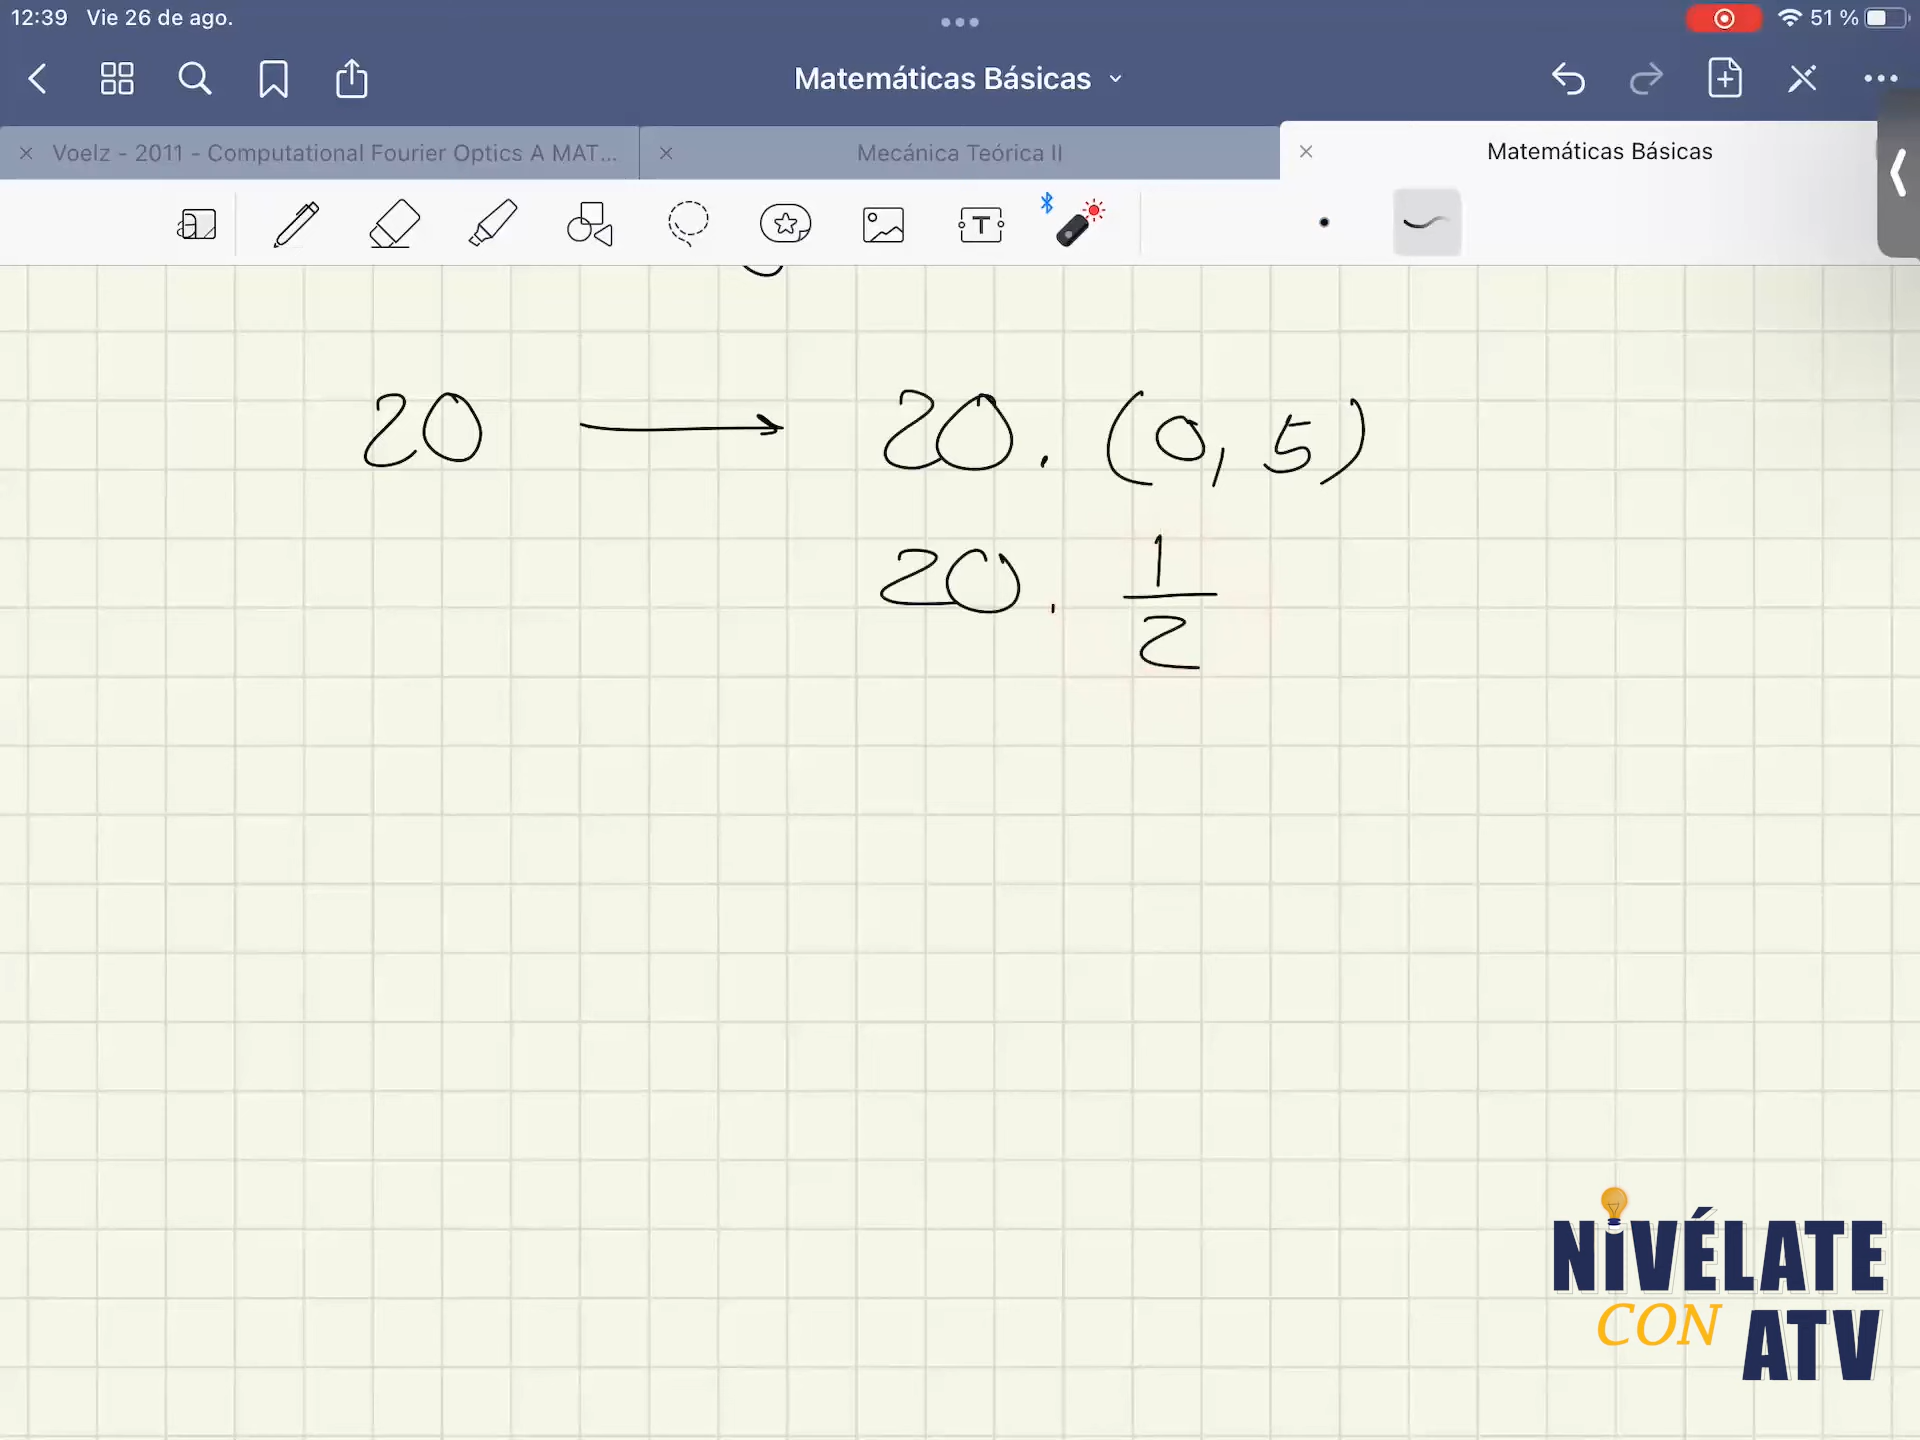 12:39 Vie 26 de ago. 51 %
Matemáticas Básicas
Voelz - 2011 - Computational Fourier Optics A MAT... Mecánica Teórica II Matemáticas Básicas
T
20 → 20 . (0, 5)
20 . 1/2
NIVÉLATE
CON ATV